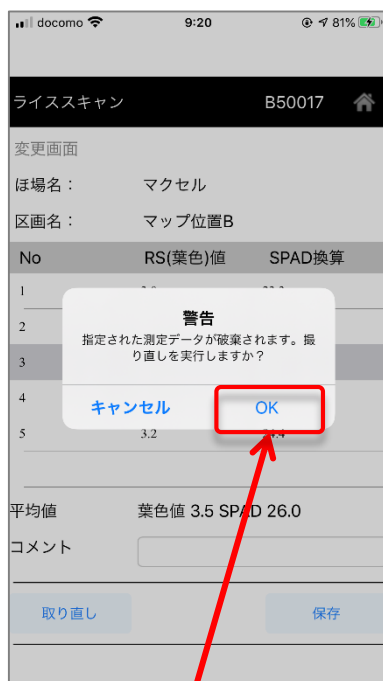 docomo 9:20 81%
ライススキャン B50017
変更画面
ほ場名： マクセル
区画名： マップ位置B
No RS(葉色)値 SPAD換算
1
2
3
4
5 3.2
警告
指定された測定データが破棄されます。撮
り直しを実行しますか？
キャンセル OK
平均値 葉色値 3.5 SPAD 26.0
コメント
取り直し 保存